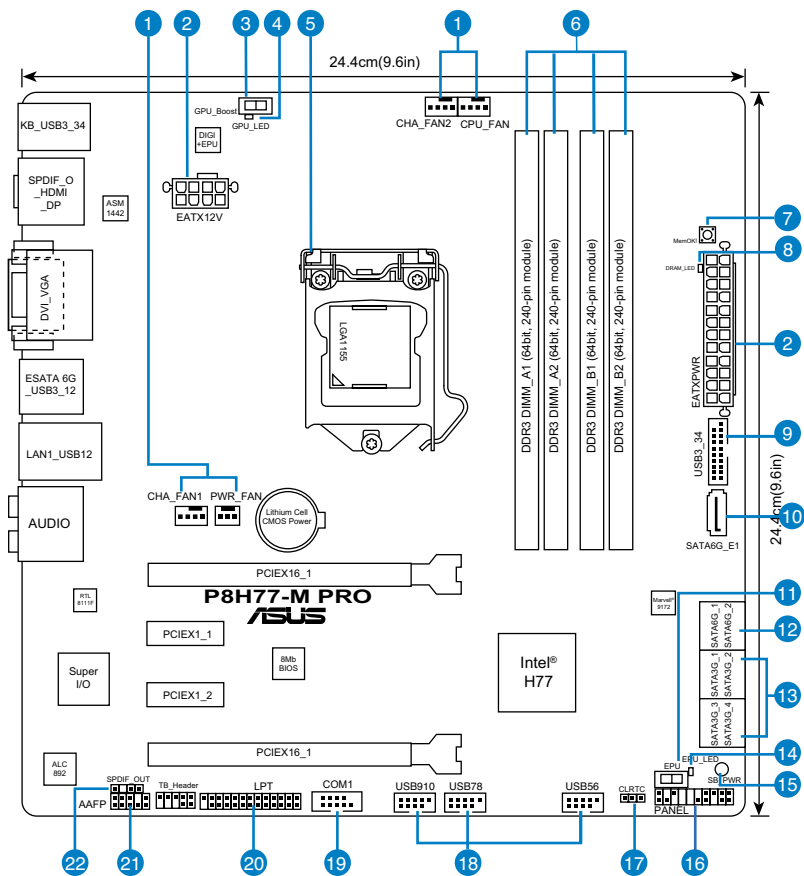 1
2
3
4
5
1
6
24.4cm(9.6in)
KB_USB3_34
GPU_Boost
GPU_LED
CHA_FAN2
CPU_FAN
DIGI
+EPU
SPDIF_O
_HDMI
_DP
ASM
1442
EATX12V
7
MemOK!
8
DRAM_LED
DVI_VGA
LGA1155
DDR3 DIMM_A1 (64bit, 240-pin module)
DDR3 DIMM_A2 (64bit, 240-pin module)
DDR3 DIMM_B1 (64bit, 240-pin module)
DDR3 DIMM_B2 (64bit, 240-pin module)
EATXPWR
2
ESATA 6G
_USB3_12
1
LAN1_USB12
USB3_34
9
24.4cm(9.6in)
CHA_FAN1
PWR_FAN
AUDIO
Lithium Cell
CMOS Power
10
SATA6G_E1
PCIEX16_1
P8H77-M PRO
ASUS
RTL
8111F
Marvell®
9172
11
SATA6G_1
SATA6G_2
12
PCIEX1_1
8Mb
BIOS
Intel®
H77
Super
I/O
SATA3G_1
SATA3G_2
13
PCIEX1_2
SATA3G_3
SATA3G_4
PCIEX16_1
ALC
892
EPU_LED
14
EPU
SB_PWR
15
SPDIF_OUT
AAFP
TB_Header
LPT
COM1
USB910
USB78
USB56
CLRTC
PANEL
22
21
20
19
18
17
16